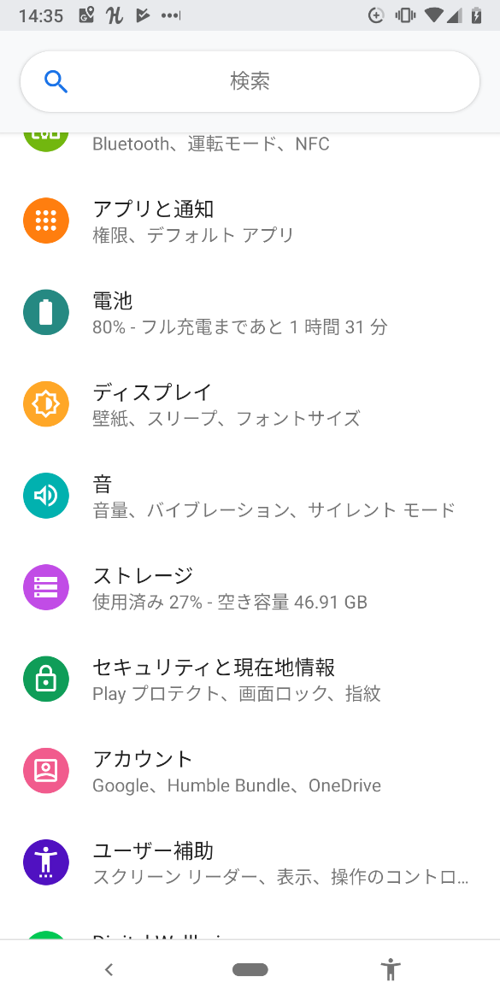 14:35
検索
Bluetooth、運転モード、NFC
アプリと通知
権限、デフォルト アプリ
電池
80% - フル充電まであと 1 時間 31 分
ディスプレイ
壁紙、スリープ、フォントサイズ
音
音量、バイブレーション、サイレント モード
ストレージ
使用済み 27% - 空き容量 46.91 GB
セキュリティと現在地情報
Play プロテクト、画面ロック、指紋
アカウント
Google、Humble Bundle、OneDrive
ユーザー補助
スクリーン リーダー、表示、操作のコントロ…